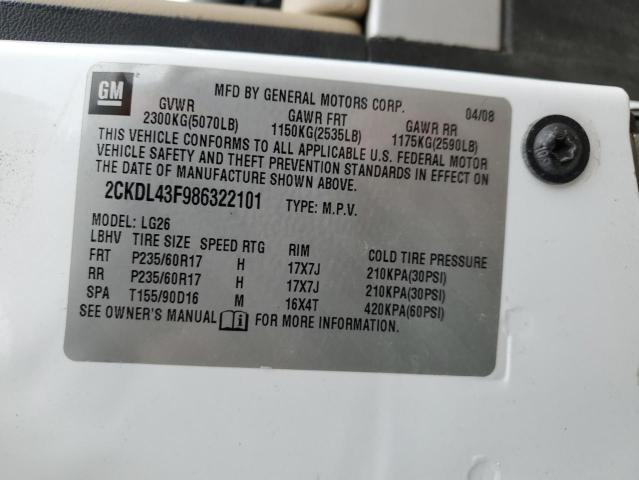 GM
MFD BY GENERAL MOTORS CORP. 04/08
GVWR GAWR FRT GAWR RR
2300KG(5070LB) 1150KG(2535LB) 1175KG(2590LB)
THIS VEHICLE CONFORMS TO ALL APPLICABLE U.S. FEDERAL MOTOR
VEHICLE SAFETY AND THEFT PREVENTION STANDARDS IN EFFECT ON
THE DATE OF MANUFACTURE SHOWN ABOVE.
2CKDL43F986322101 TYPE: M.P.V.
MODEL: LG26
LBHV TIRE SIZE SPEED RTG RIM COLD TIRE PRESSURE
FRT P235/60R17 H 17X7J 210KPA(30PSI)
RR P235/60R17 H 17X7J 210KPA(30PSI)
SPA T155/90D16 M 16X4T 420KPA(60PSI)
SEE OWNER'S MANUAL FOR MORE INFORMATION.